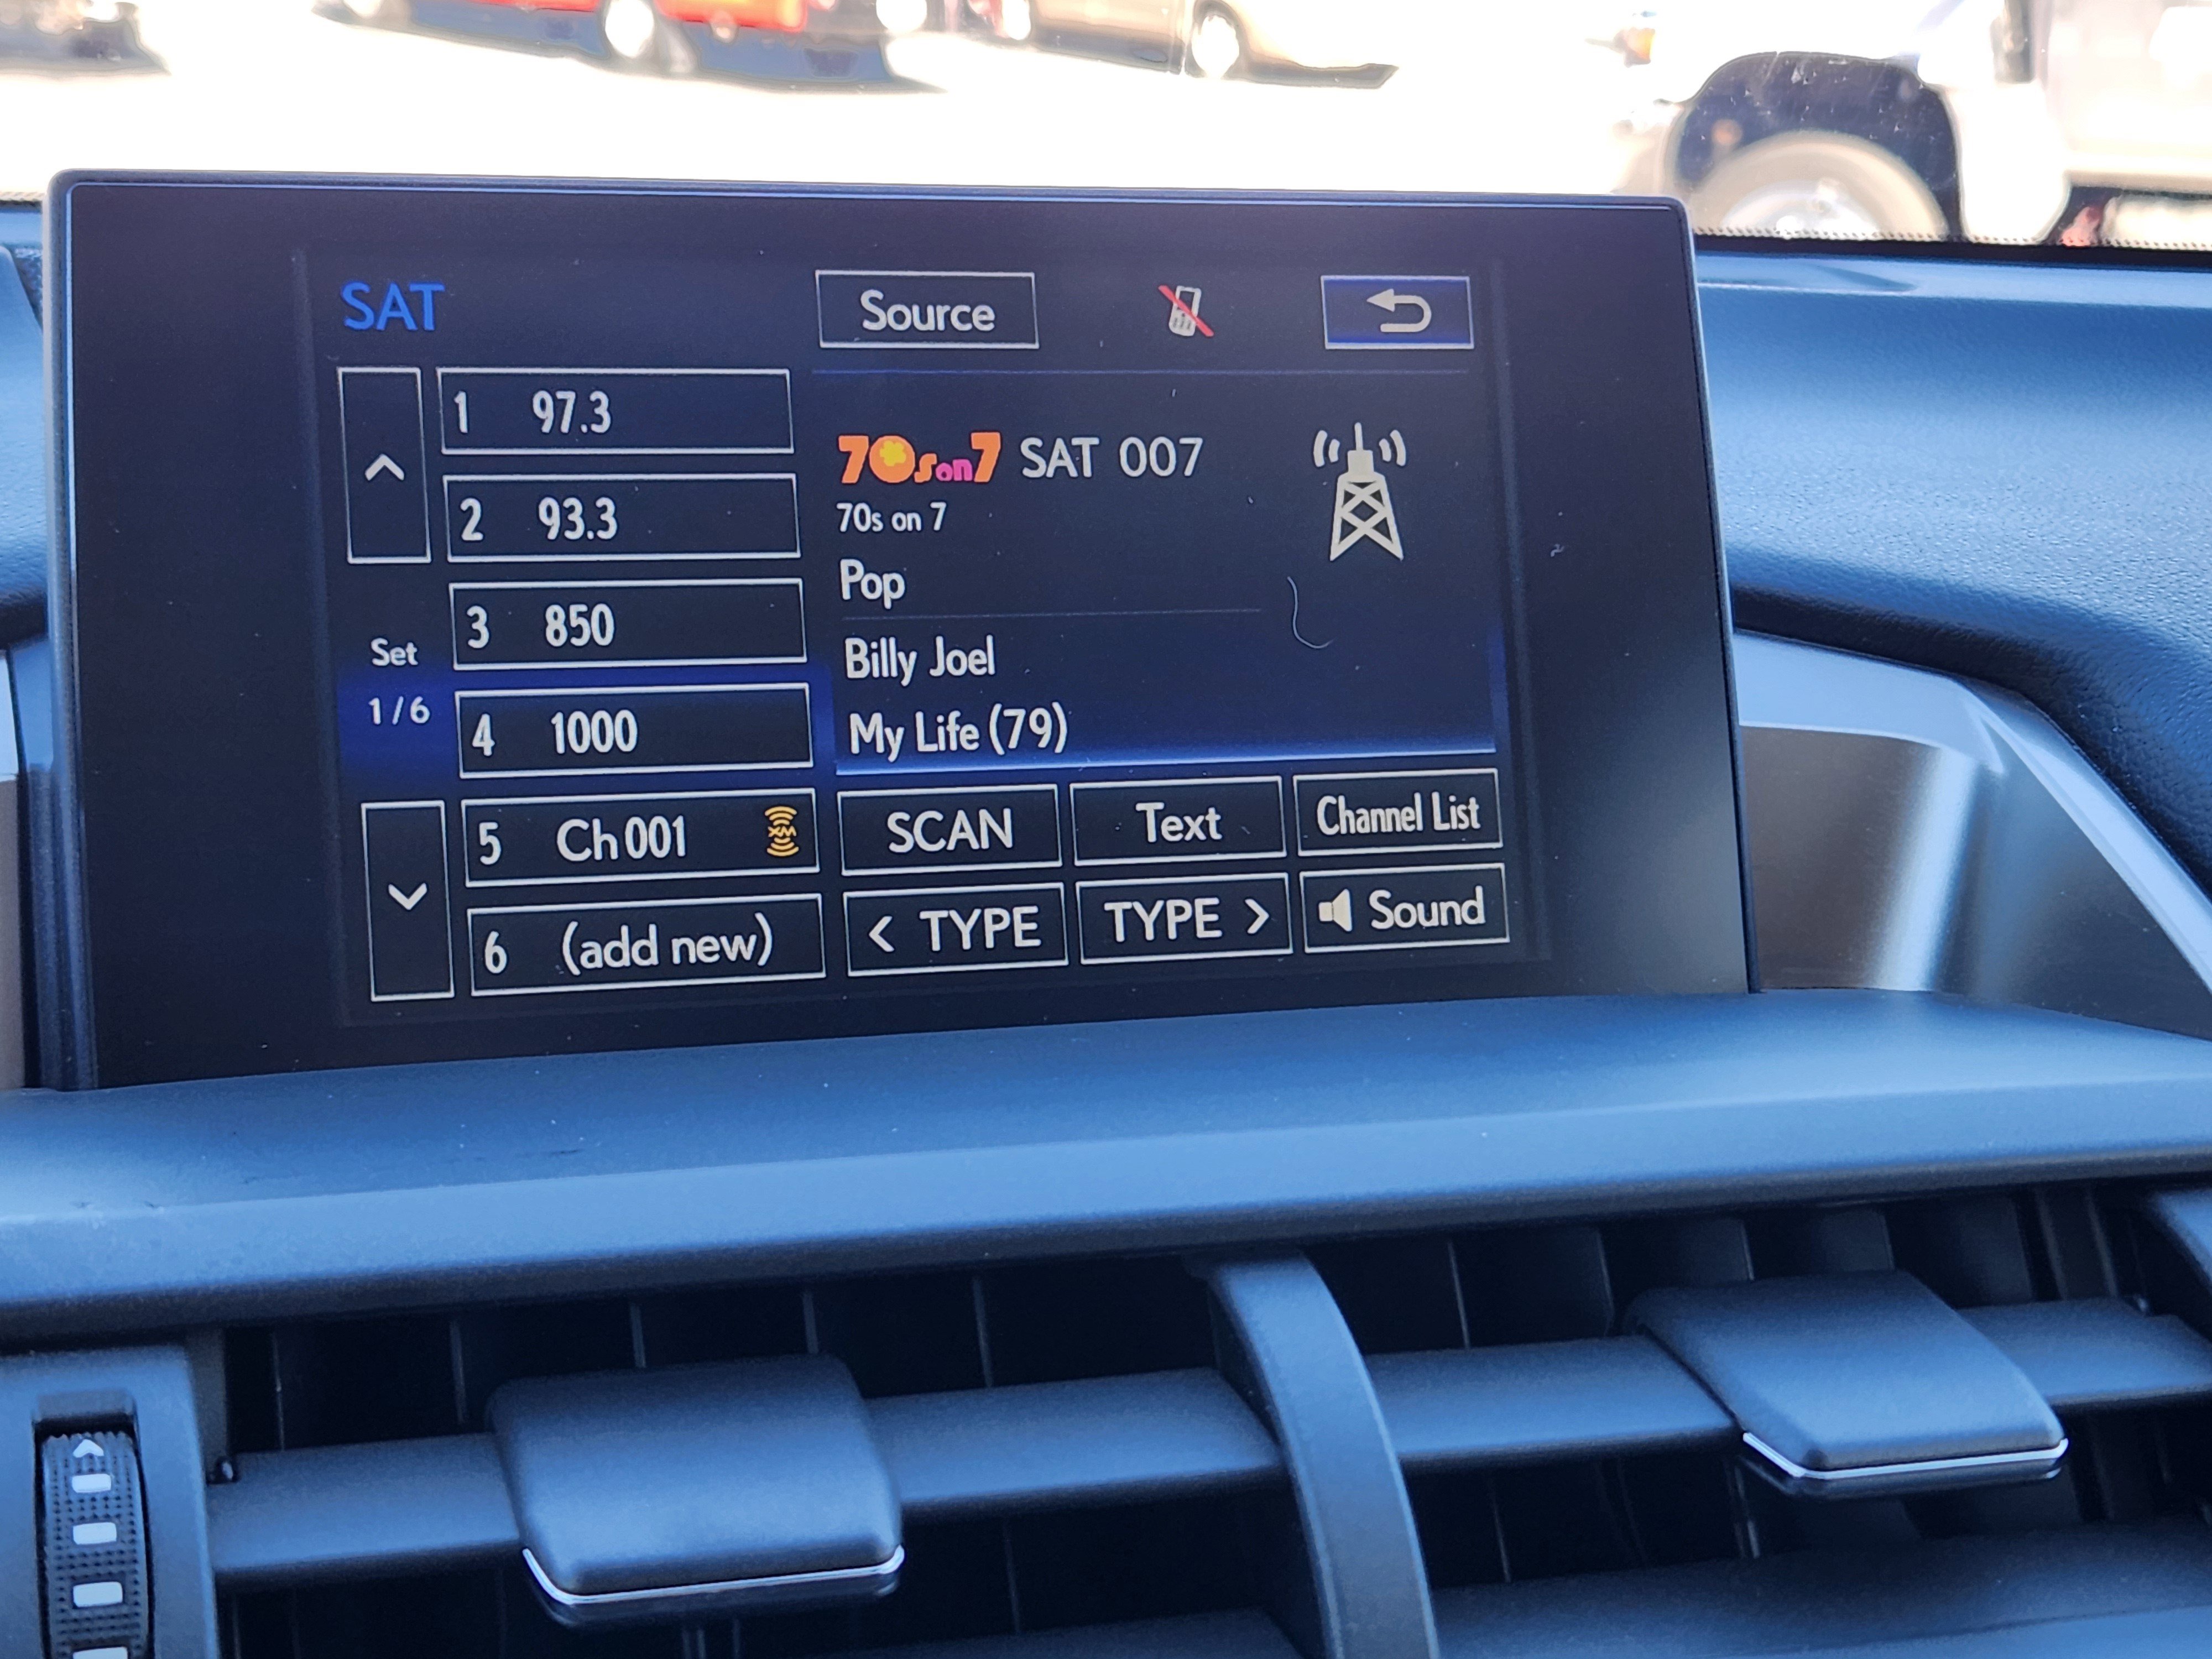 SAT
Source
1 97.3
2 93.3
3 850
Set
1/6
4 1000
5 Ch 001 XM
6 (add new)
70s on 7 SAT 007
70s on 7
Pop
Billy Joel
My Life (79)
SCAN Text Channel List
< TYPE TYPE > Sound